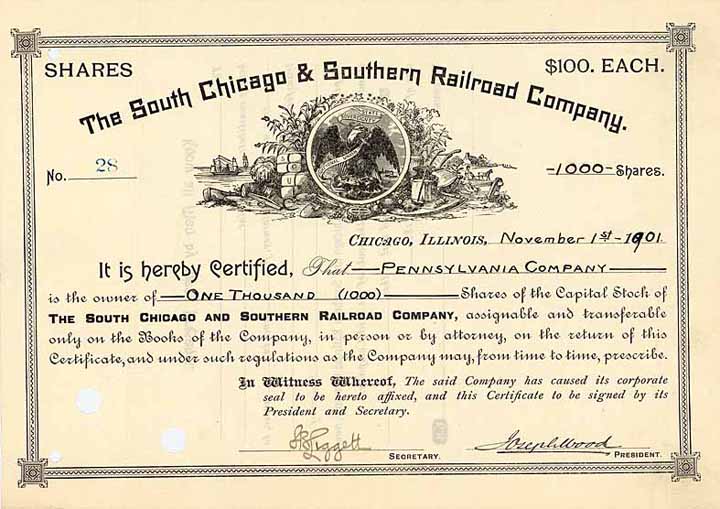 SHARES
$100. EACH.
The South Chicago & Southern Railroad Company.
No. 28
-1000- Shares.
CHICAGO, ILLINOIS, November 1st- 1901.
It is hereby Certified, That PENNSYLVANIA COMPANY
is the owner of ONE THOUSAND (1000) Shares of the Capital Stock of
THE SOUTH CHICAGO AND SOUTHERN RAILROAD COMPANY, assignable and transferable
only on the Books of the Company, in person or by attorney, on the return of this
Certificate, and under such regulations as the Company may, from time to time, prescribe.
In Witness Whereof, The said Company has caused its corporate
seal to be hereto affixed, and this Certificate to be signed by its
President and Secretary.
Liggett
Joseph Wood
SECRETARY.
PRESIDENT.